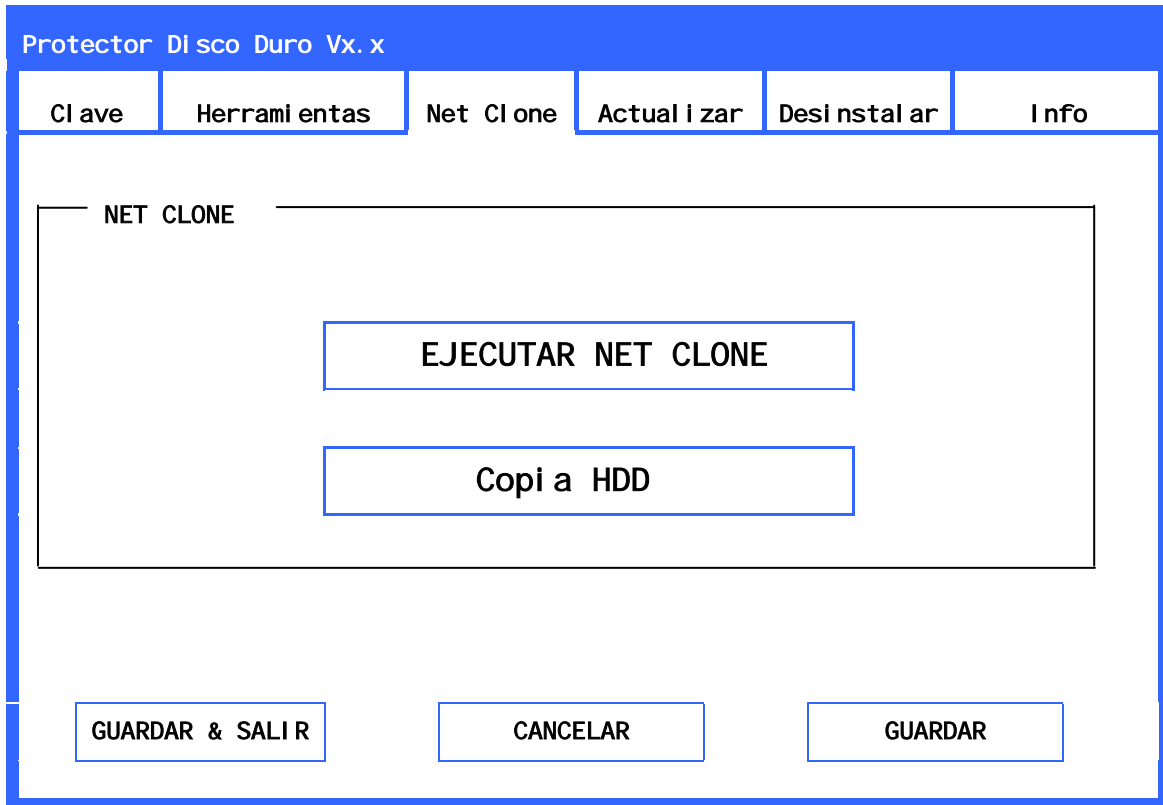 Protector Disco Duro Vx.x
Clave Herramientas Net Clone Actualizar Desinstalar Info
NET CLONE
EJECUTAR NET CLONE
Copia HDD
GUARDAR & SALIR CANCELAR GUARDAR